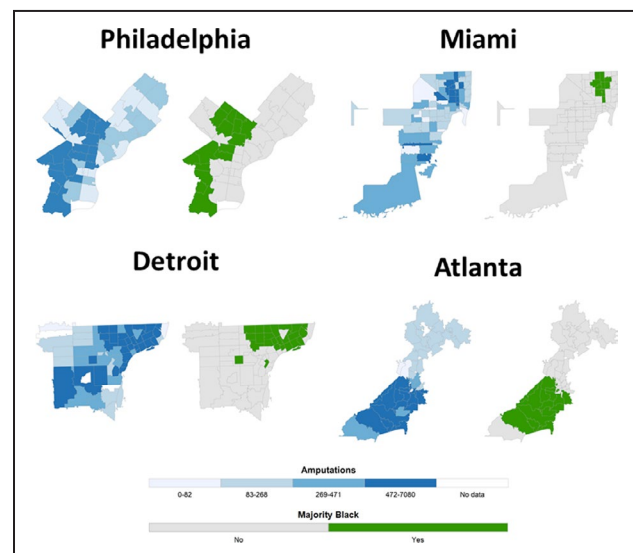 Philadelphia
Miami
Detroit
Atlanta
Amputations
0-82 83-268 269-471 472-7080 No data
Majority Black
No Yes